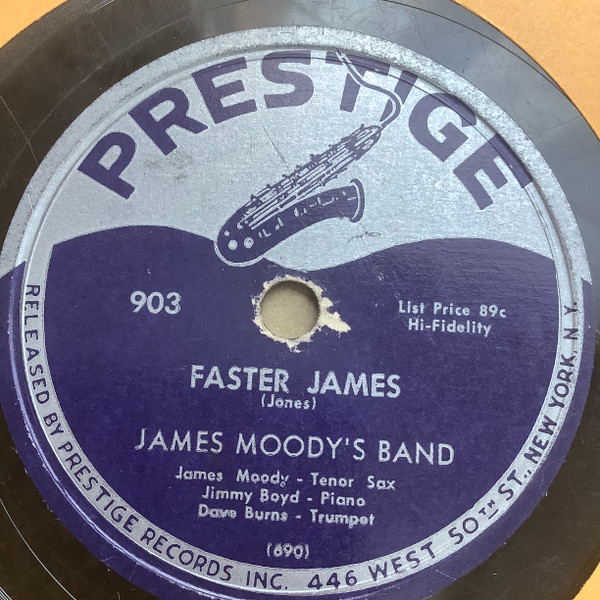 PRESTIGE
903
List Price 89c
Hi-Fidelity
FASTER JAMES
(Jones)
JAMES MOODY'S BAND
James Moody - Tenor Sax
Jimmy Boyd - Piano
Dave Burns - Trumpet
(690)
RELEASED BY PRESTIGE RECORDS INC. 446 WEST 50TH ST., NEW YORK, N.Y.